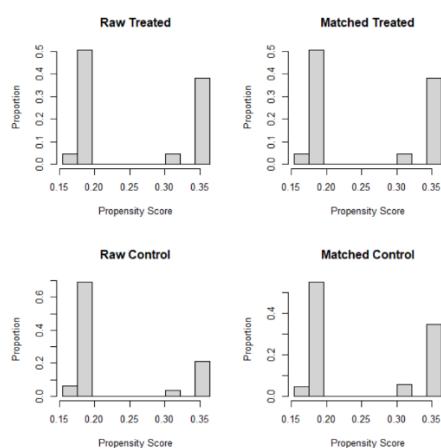 Raw Treated
Proportion
0.0 0.1 0.2 0.3 0.4 0.5
0.15 0.20 0.25 0.30 0.35
Propensity Score
Matched Treated
Proportion
0.0 0.1 0.2 0.3 0.4 0.5
0.15 0.20 0.25 0.30 0.35
Propensity Score
Raw Control
Proportion
0.0 0.2 0.4 0.6
0.15 0.20 0.25 0.30 0.35
Propensity Score
Matched Control
Proportion
0.0 0.2 0.4
0.15 0.20 0.25 0.30 0.35
Propensity Score